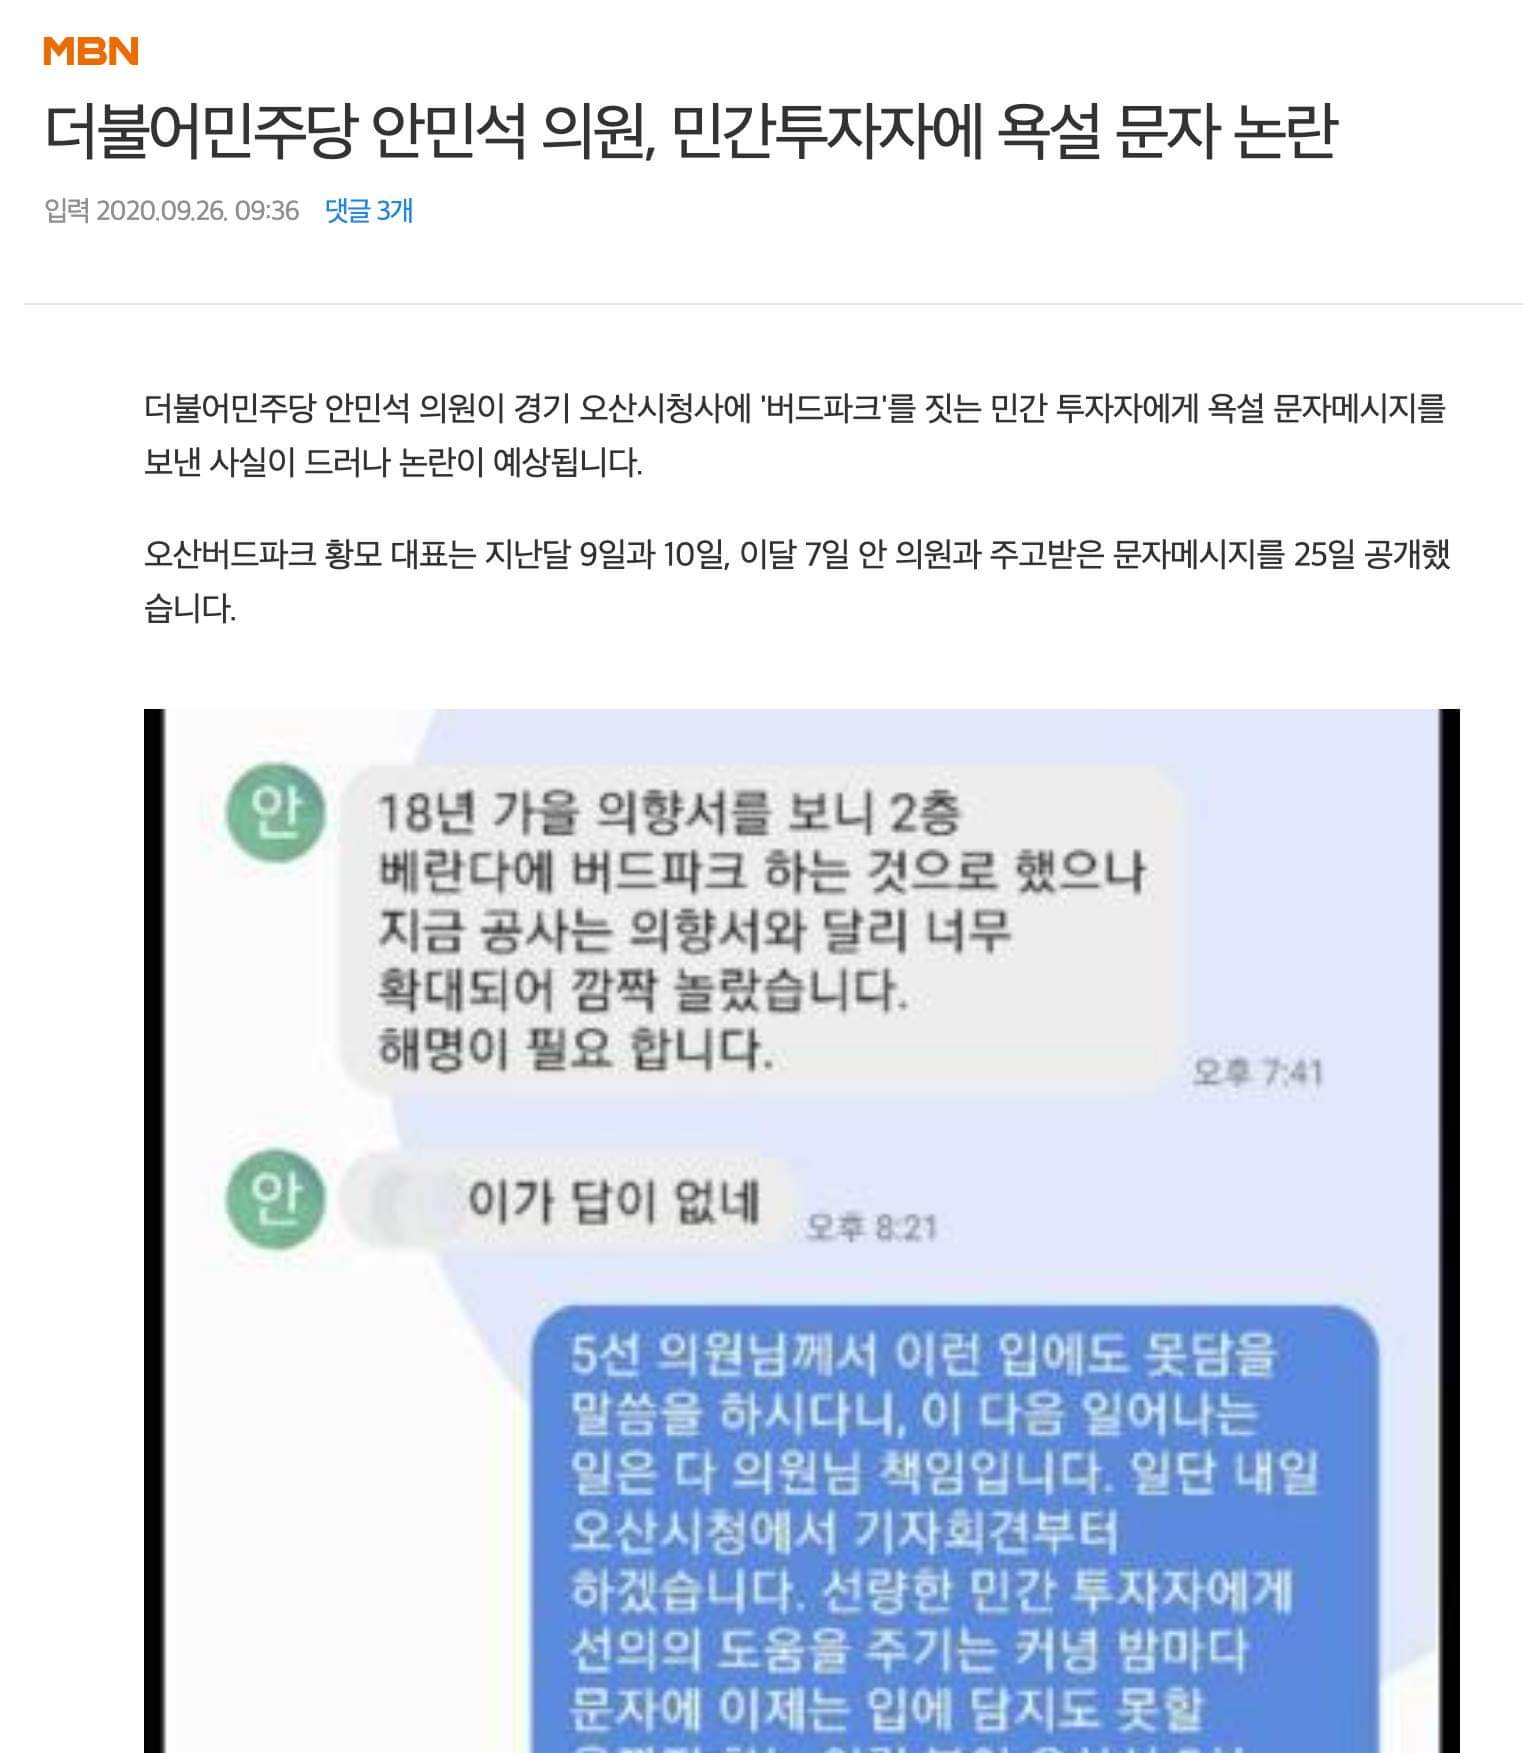 MBN
더불어민주당 안민석 의원, 민간투자자에 욕설 문자 논란
입력 2020.09.26. 09:36 댓글 3개
더불어민주당 안민석 의원이 경기 오산시청사에 '버드파크'를 짓는 민간 투자자에게 욕설 문자메시지를
보낸 사실이 드러나 논란이 예상됩니다.
오산버드파크 황모 대표는 지난달 9일과 10일, 이달 7일 안 의원과 주고받은 문자메시지를 25일 공개했
습니다.
안
18년 가을 의향서를 보니 2층
베란다에 버드파크 하는 것으로 했으나
지금 공사는 의향서와 달리 너무
확대되어 깜짝 놀랐습니다.
해명이 필요 합니다.
오후 7:41
안
이가 답이 없네
오후 8:21
5선 의원님께서 이런 입에도 못담을
말씀을 하시다니, 이 다음 일어나는
일은 다 의원님 책임입니다. 일단 내일
오산시청에서 기자회견부터
하겠습니다. 선량한 민간 투자자에게
선의의 도움을 주기는 커녕 밤마다
문자에 이제는 입에 담지도 못할